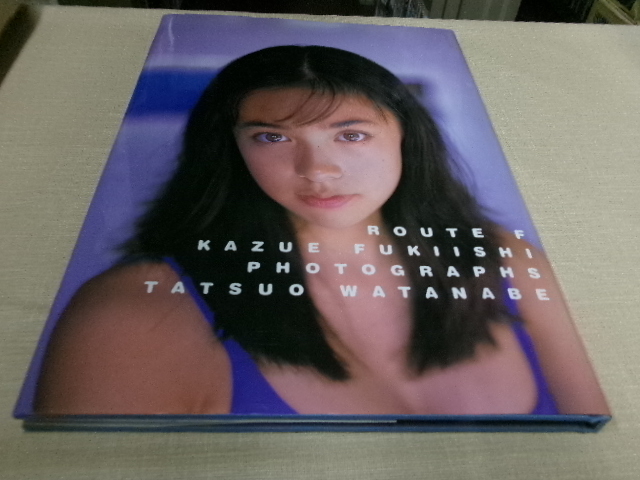 ROUTE F
KAZUE FUKIISHI
PHOTOGRAPHS
TATSUO WATANABE